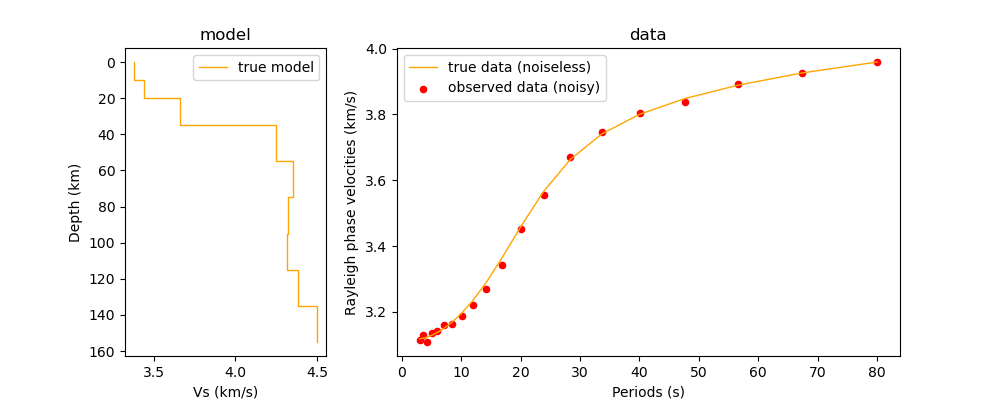 model
true model
0
20
40
60
80
100
120
140
160
Depth (km)
3.5 4.0 4.5
Vs (km/s)
data
true data (noiseless)
observed data (noisy)
4.0
3.8
3.6
3.4
3.2
Rayleigh phase velocities (km/s)
0 10 20 30 40 50 60 70 80
Periods (s)